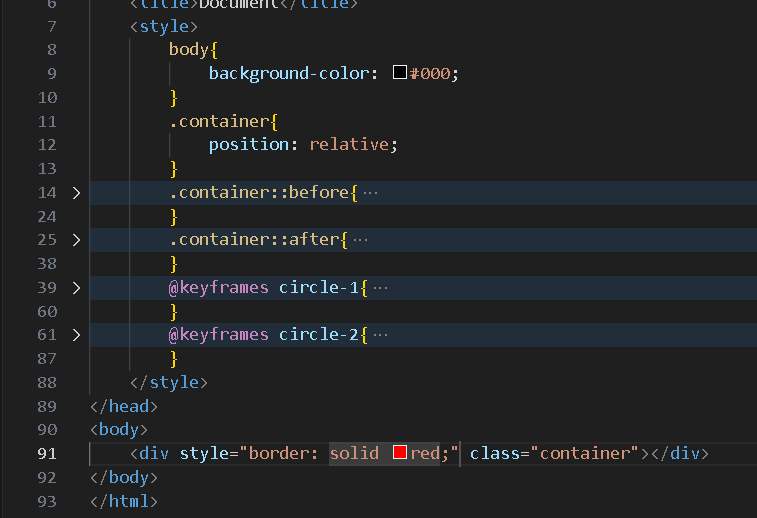 6 <title>Document</title>
7 <style>
8 body{
9 background-color: #000;
10 }
11 .container{
12 position: relative;
13 }
14 > .container::before{ ···
24 }
25 > .container::after{ ···
38 }
39 > @keyframes circle-1{ ···
60 }
61 > @keyframes circle-2{ ···
87 }
88 </style>
89 </head>
90 <body>
91 <div style="border: solid red;" class="container"></div>
92 </body>
93 </html>